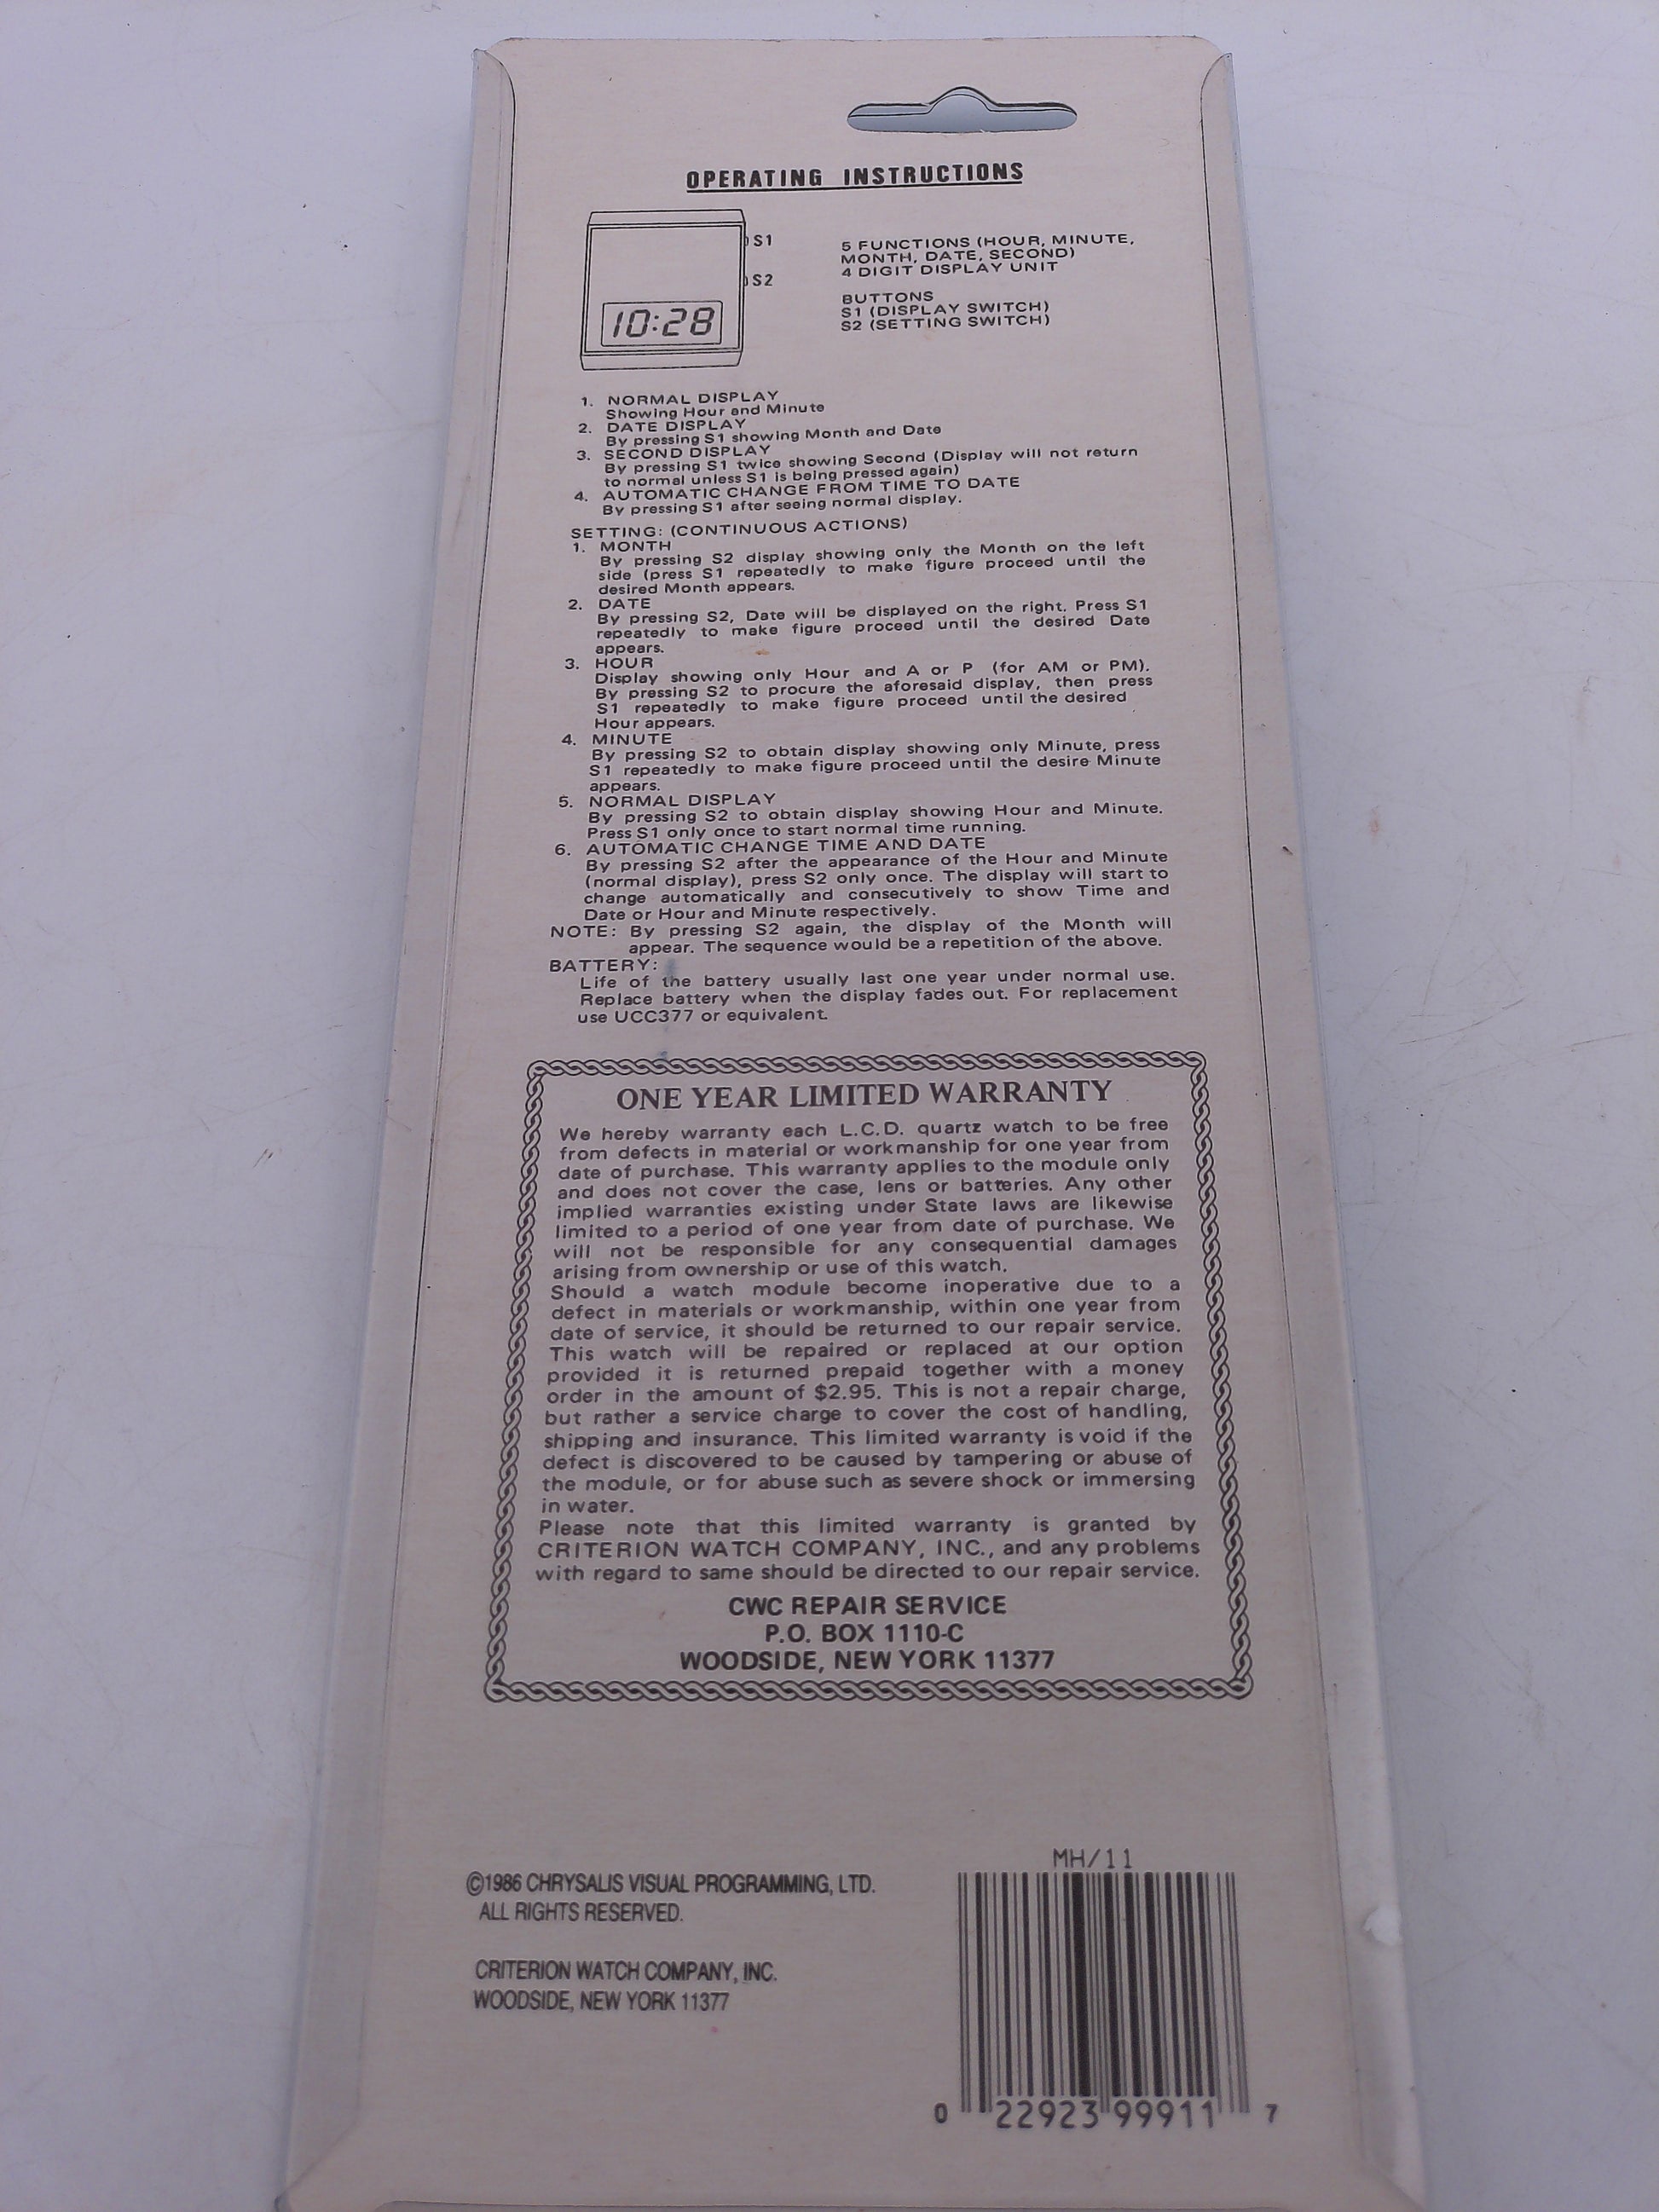 OPERATING INSTRUCTIONS
S1
S2
10:28
5 FUNCTIONS (HOUR, MINUTE,
MONTH, DATE, SECOND)
4 DIGIT DISPLAY UNIT
BUTTONS
S1 (DISPLAY SWITCH)
S2 (SETTING SWITCH)
1. NORMAL DISPLAY
Showing Hour and Minute
2. DATE DISPLAY
By pressing S1 showing Month and Date
3. SECOND DISPLAY
By pressing S1 twice showing Second (Display will not return
to normal unless S1 is being pressed again)
4. AUTOMATIC CHANGE FROM TIME TO DATE
By pressing S1 after seeing normal display.
SETTING: (CONTINUOUS ACTIONS)
1. MONTH
By pressing S2 display showing only the Month on the left
side (press S1 repeatedly to make figure proceed until the
desired Month appears.
2. DATE
By pressing S2, Date will be displayed on the right. Press S1
repeatedly to make figure proceed until the desired Date
appears.
3. HOUR
Display showing only Hour and A or P (for AM or PM).
By pressing S2 to procure the aforesaid display, then press
S1 repeatedly to make figure proceed until the desired
Hour appears.
4. MINUTE
By pressing S2 to obtain display showing only Minute, press
S1 repeatedly to make figure proceed until the desire Minute
appears.
5. NORMAL DISPLAY
By pressing S2 to obtain display showing Hour and Minute.
Press S1 only once to start normal time running.
6. AUTOMATIC CHANGE TIME AND DATE
By pressing S2 after the appearance of the Hour and Minute
(normal display), press S2 only once. The display will start to
change automatically and consecutively to show Time and
Date or Hour and Minute respectively.
NOTE: By pressing S2 again, the display of the Month will
appear. The sequence would be a repetition of the above.
BATTERY:
Life of the battery usually last one year under normal use.
Replace battery when the display fades out. For replacement
use UCC377 or equivalent.
ONE YEAR LIMITED WARRANTY
We hereby warranty each L.C.D. quartz watch to be free
from defects in material or workmanship for one year from
date of purchase. This warranty applies to the module only
and does not cover the case, lens or batteries. Any other
implied warranties existing under State laws are likewise
limited to a period of one year from date of purchase. We
will not be responsible for any consequential damages
arising from ownership or use of this watch.
Should a watch module become inoperative due to a
defect in materials or workmanship, within one year from
date of service, it should be returned to our repair service.
This watch will be repaired or replaced at our option
provided it is returned prepaid together with a money
order in the amount of $2.95. This is not a repair charge,
but rather a service charge to cover the cost of handling,
shipping and insurance. This limited warranty is void if the
defect is discovered to be caused by tampering or abuse of
the module, or for abuse such as severe shock or immersing
in water.
Please note that this limited warranty is granted by
CRITERION WATCH COMPANY, INC., and any problems
with regard to same should be directed to our repair service.
CWC REPAIR SERVICE
P.O. BOX 1110-C
WOODSIDE, NEW YORK 11377
©1986 CHRYSALIS VISUAL PROGRAMMING, LTD.
ALL RIGHTS RESERVED.
CRITERION WATCH COMPANY, INC.
WOODSIDE, NEW YORK 11377
MH/11
0 22923 99911 7